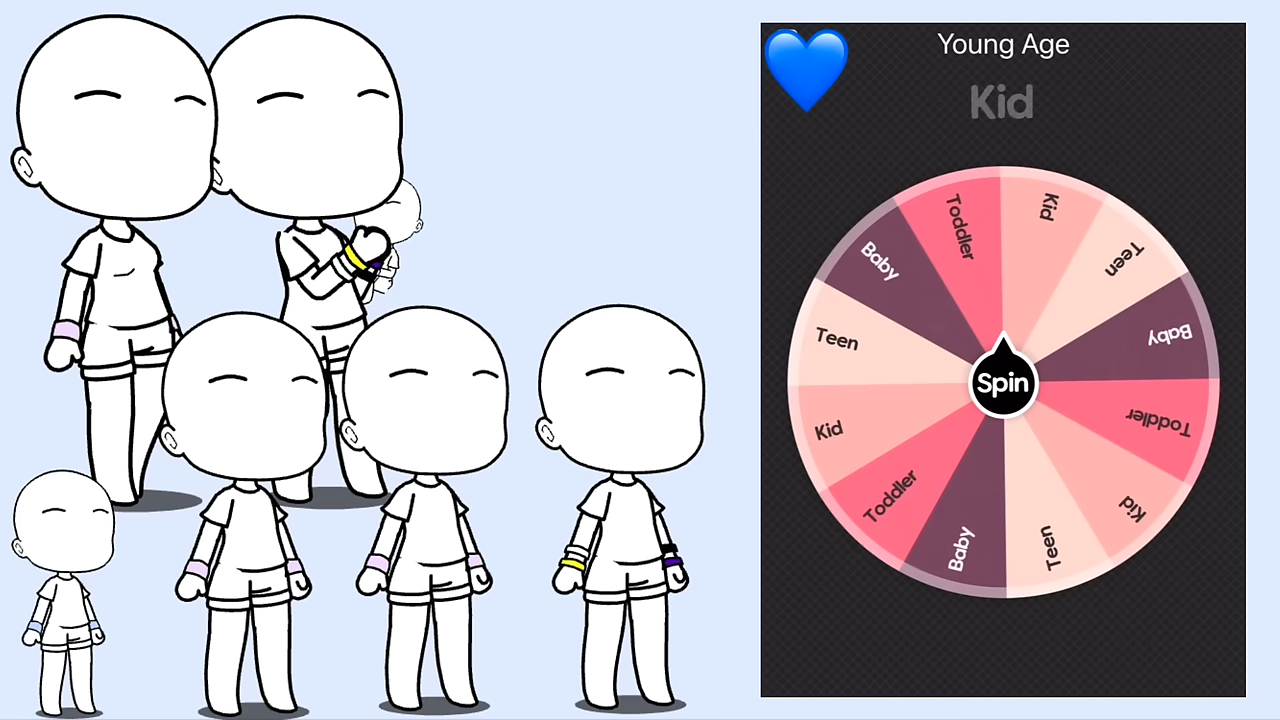 Young Age
Kid
Kid
Teen
Baby
Toddler
Kid
Teen
Baby
Toddler
Kid
Teen
Baby
Toddler
Spin